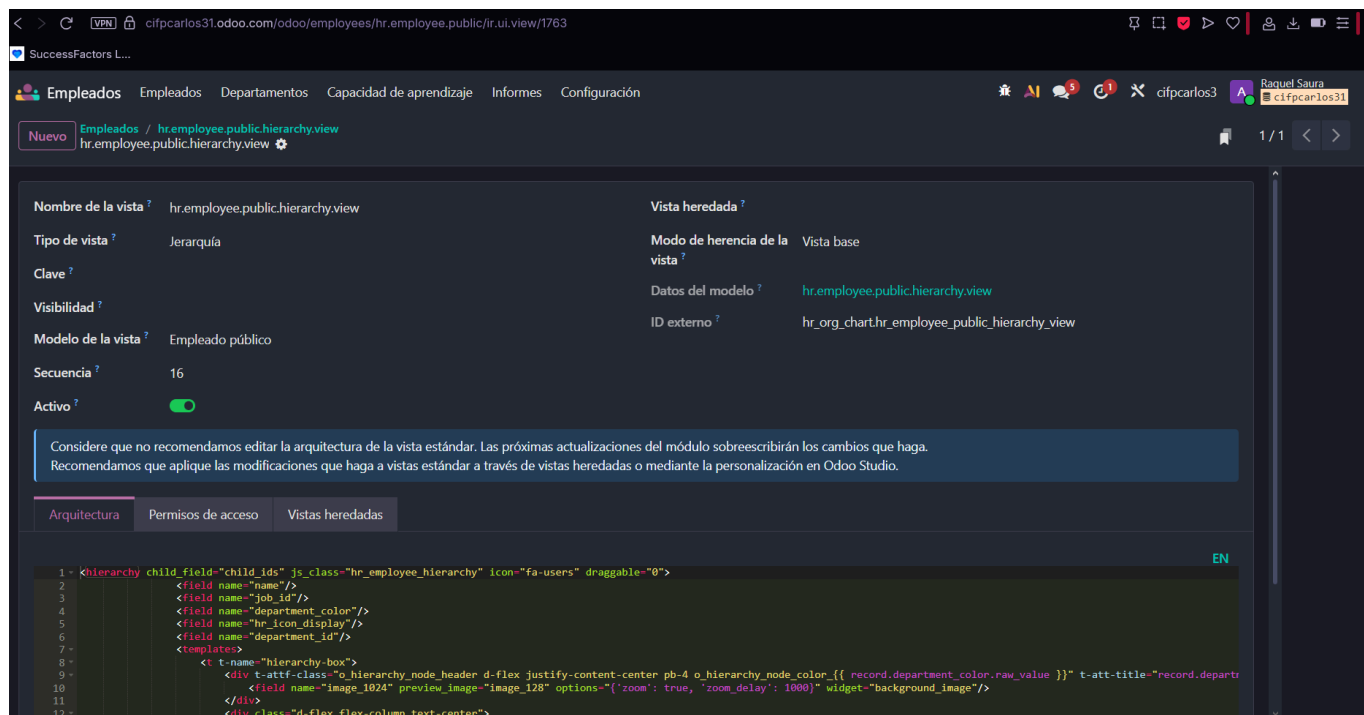 VPN cifpcarlos31.odoo.com/odoo/employees/hr.employee.public/ir.ui.view/1763
SuccessFactors L...
Empleados Empleados Departamentos Capacidad de aprendizaje Informes Configuración AI 5 1 cifpcarlos3 A Raquel Saura
cifpcarlos31
Nuevo Empleados / hr.employee.public.hierarchy.view
hr.employee.public.hierarchy.view 1 / 1
Nombre de la vista ? hr.employee.public.hierarchy.view Vista heredada ?
Tipo de vista ? Jerarquía Modo de herencia de la vista ? Vista base
Clave ?
Datos del modelo ? hr.employee.public.hierarchy.view
Visibilidad ?
ID externo ? hr_org_chart.hr_employee_public_hierarchy_view
Modelo de la vista ? Empleado público
Secuencia ? 16
Activo ?
Considere que no recomendamos editar la arquitectura de la vista estándar. Las próximas actualizaciones del módulo sobreescribirán los cambios que haga.
Recomendamos que aplique las modificaciones que haga a vistas estándar a través de vistas heredadas o mediante la personalización en Odoo Studio.
Arquitectura Permisos de acceso Vistas heredadas
EN
1 <hierarchy child_field="child_ids" js_class="hr_employee_hierarchy" icon="fa-users" draggable="0">
2 <field name="name"/>
3 <field name="job_id"/>
4 <field name="department_color"/>
5 <field name="hr_icon_display"/>
6 <field name="department_id"/>
7 <templates>
8 <t t-name="hierarchy-box">
9 <div t-attf-class="o_hierarchy_node_header d-flex justify-content-center pb-4 o_hierarchy_node_color_{{ record.department_color.raw_value }}" t-att-title="record.departm
10 <field name="image_1024" preview_image="image_128" options="{'zoom': true, 'zoom_delay': 1000}" widget="background_image"/>
11 </div>
12 <div class="d-flex flex-column text-center">